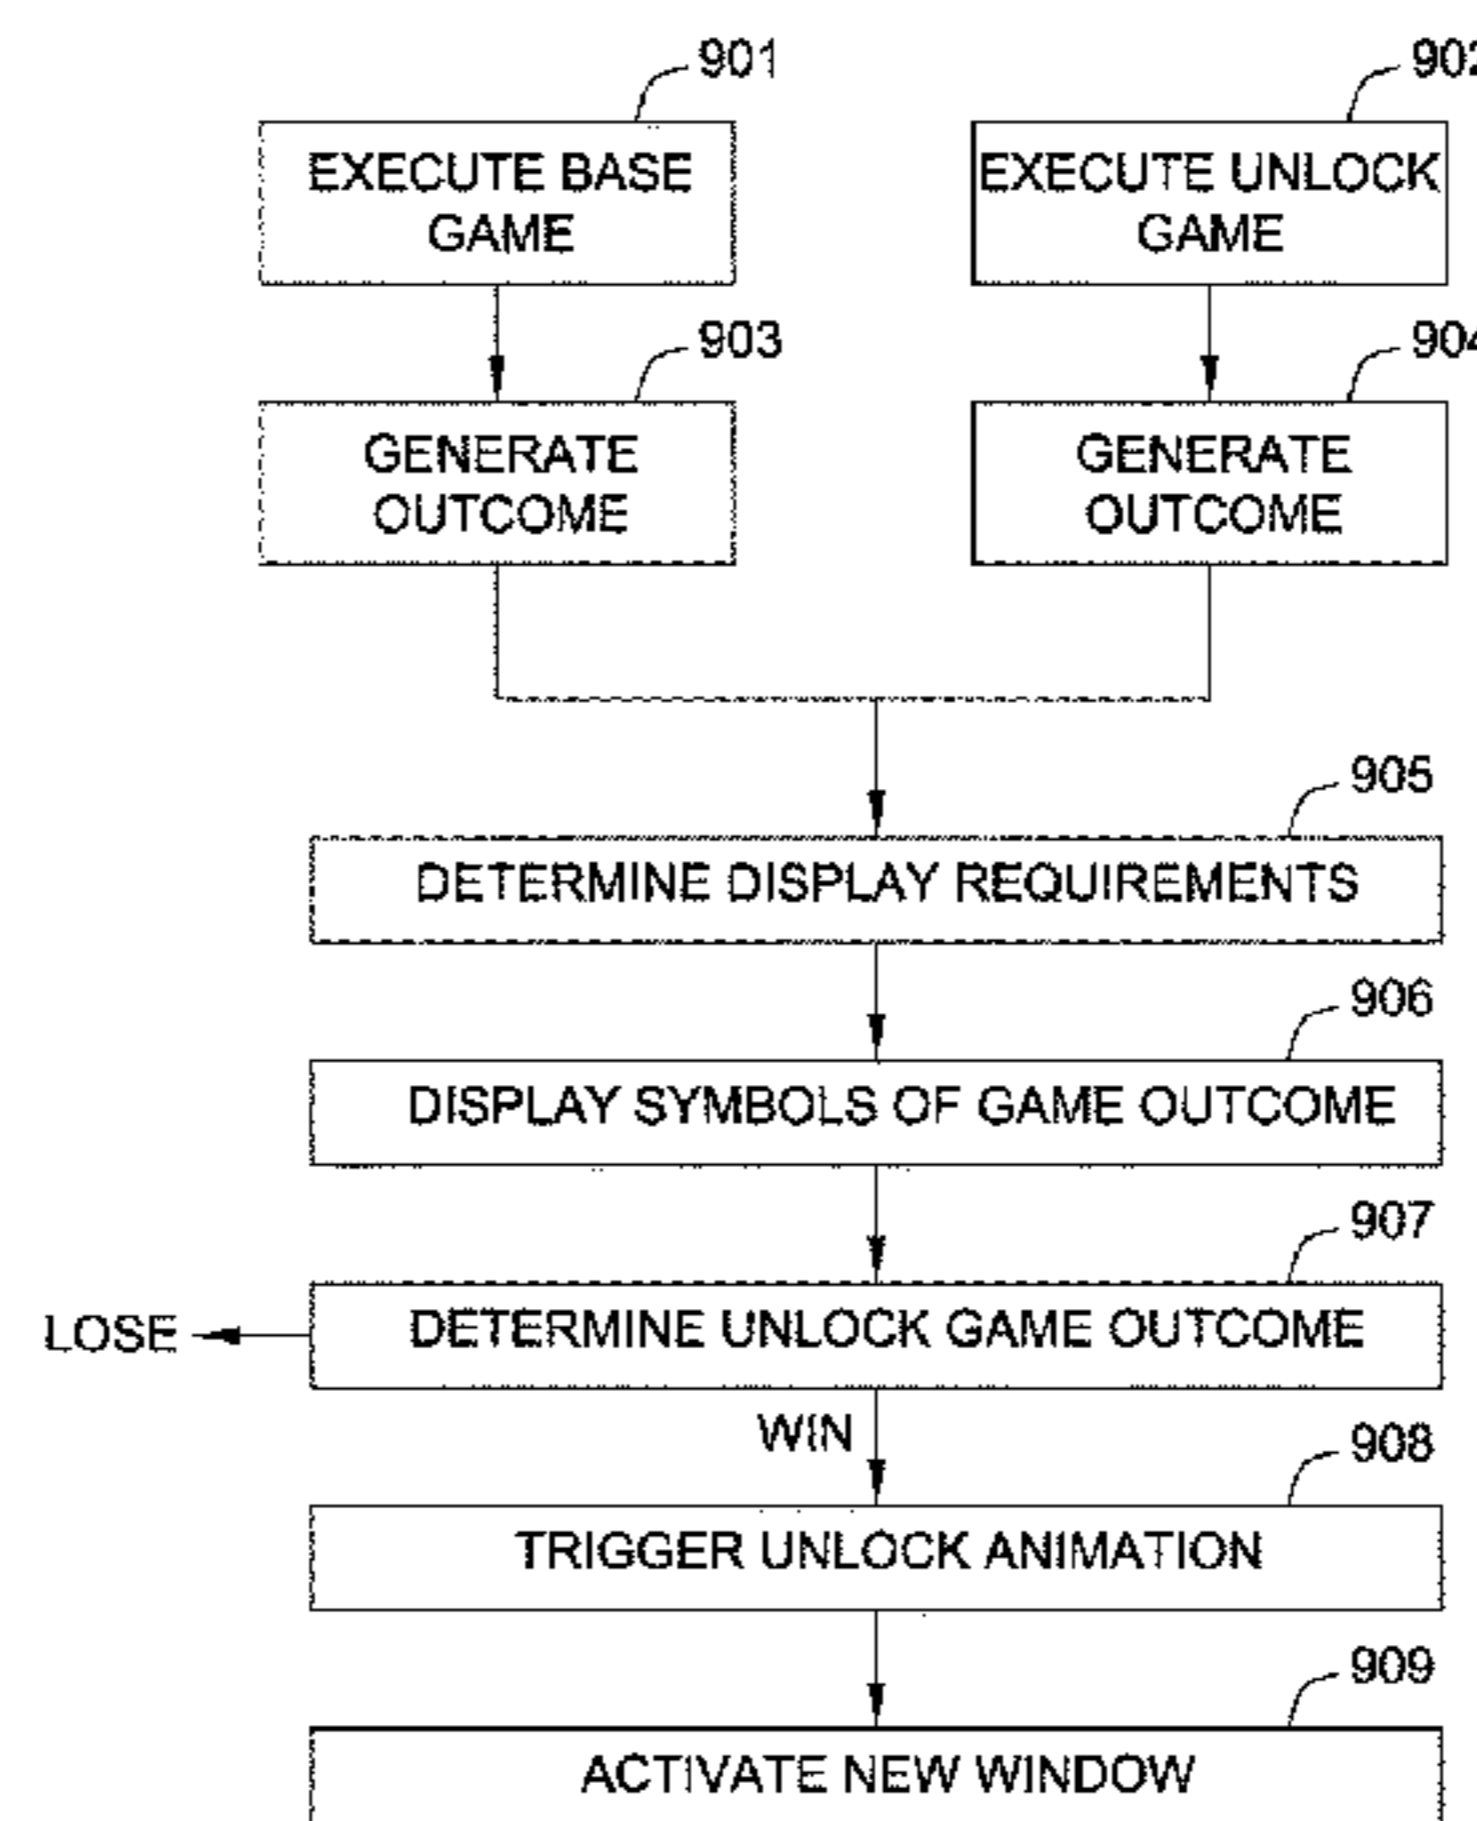 901
902
EXECUTE BASE
GAME
EXECUTE UNLOCK
GAME
903
904
GENERATE
OUTCOME
GENERATE
OUTCOME
905
DETERMINE DISPLAY REQUIREMENTS
906
DISPLAY SYMBOLS OF GAME OUTCOME
907
LOSE
DETERMINE UNLOCK GAME OUTCOME
WIN
908
TRIGGER UNLOCK ANIMATION
909
ACTIVATE NEW WINDOW